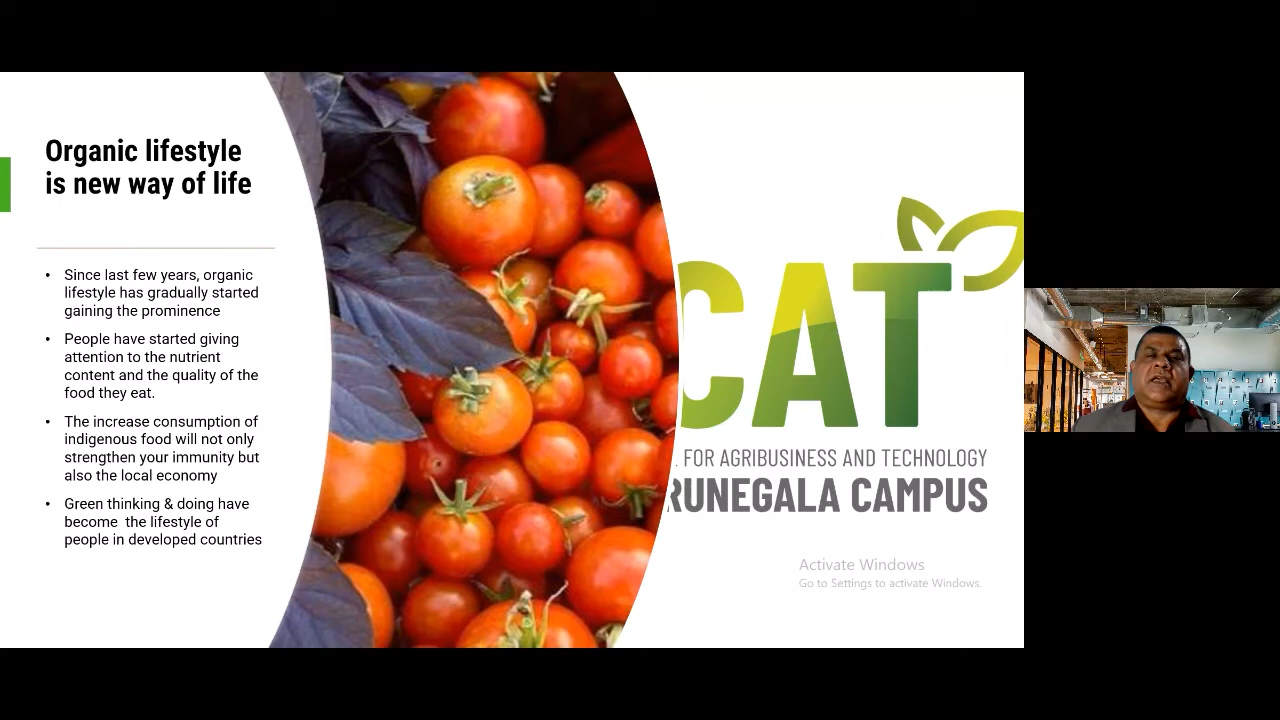 Organic lifestyle
is new way of life
• Since last few years, organic
lifestyle has gradually started
gaining the prominence
• People have started giving
attention to the nutrient
content and the quality of the
food they eat.
• The increase consumption of
indigenous food will not only
strengthen your immunity but
also the local economy
• Green thinking & doing have
become the lifestyle of
people in developed countries
CAT
FOR AGRIBUSINESS AND TECHNOLOGY
RUNEGALA CAMPUS
Activate Windows
Go to Settings to activate Windows.